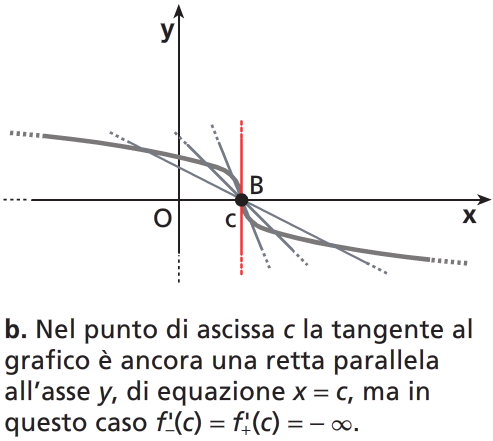 y
B
O
c
x
b. Nel punto di ascissa c la tangente al
grafico è ancora una retta parallela
all'asse y, di equazione x = c, ma in
questo caso f'₋(c) = f'₊(c) = − ∞.